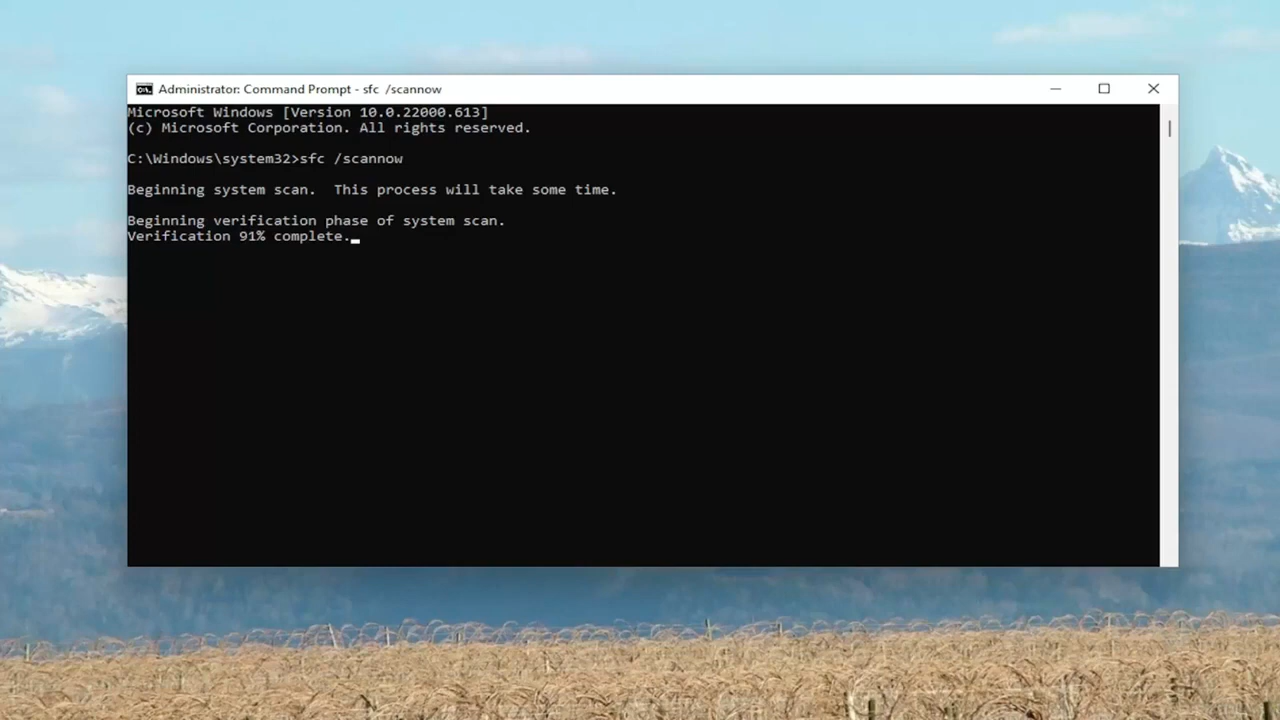 Administrator: Command Prompt - sfc  /scannow
Microsoft Windows [Version 10.0.22000.613]
(c) Microsoft Corporation. All rights reserved.
C:\Windows\system32>sfc /scannow
Beginning system scan.  This process will take some time.
Beginning verification phase of system scan.
Verification 91% complete.